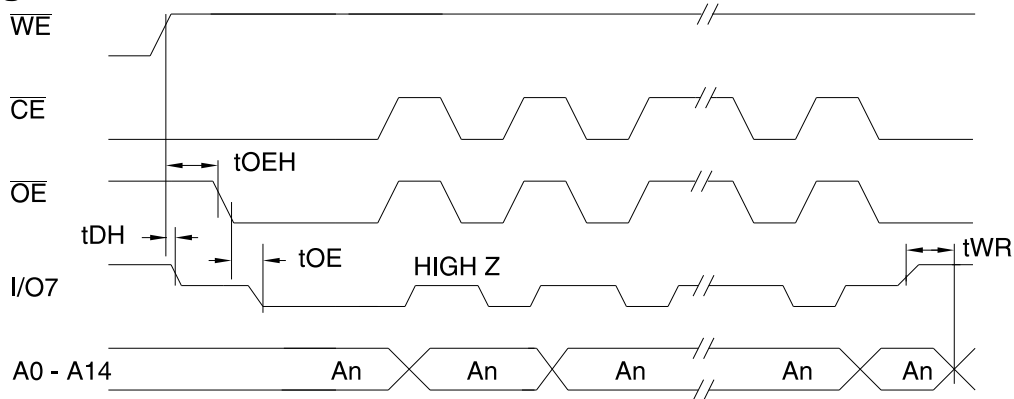 WE
CE
tOEH
OE
tDH
tOE
tWR
HIGH Z
I/O7
A0 - A14 An An An An An